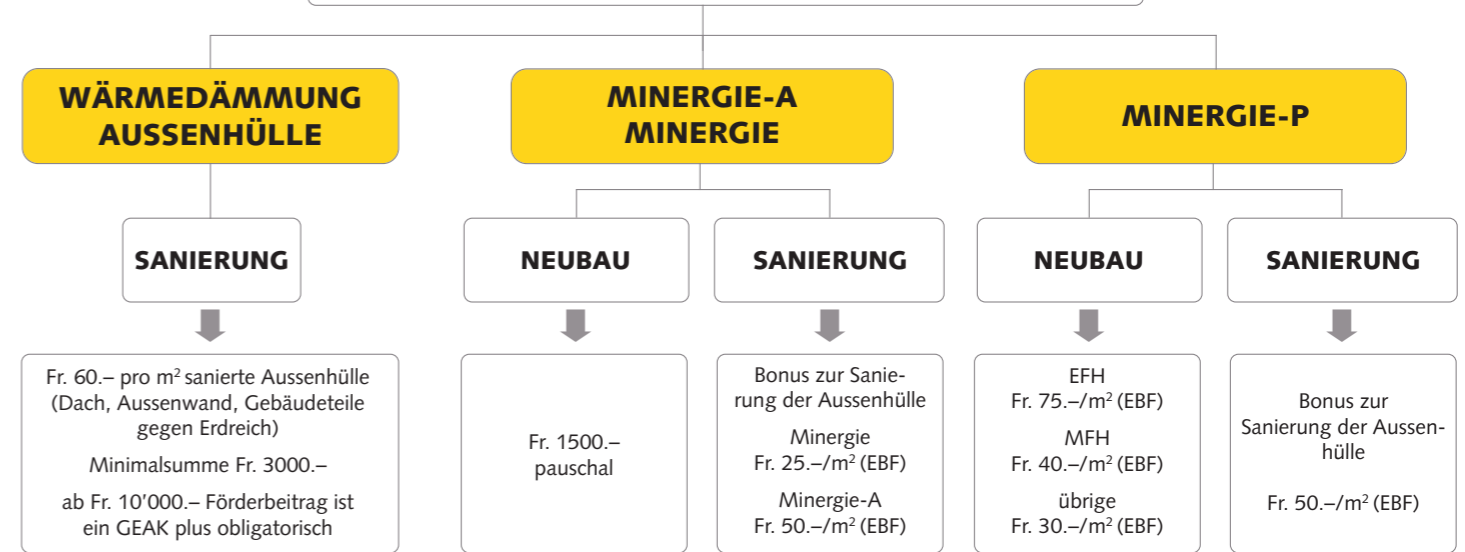 WÄRMEDÄMMUNG
AUSSENHÜLLE
MINERGIE-A
MINERGIE
MINERGIE-P
SANIERUNG
NEUBAU
SANIERUNG
NEUBAU
SANIERUNG
Fr. 60.– pro m² sanierte Aussenhülle
(Dach, Aussenwand, Gebäudeteile
gegen Erdreich)
Minimalsumme Fr. 3000.–
ab Fr. 10'000.– Förderbeitrag ist
ein GEAK plus obligatorisch
Fr. 1500.–
pauschal
Bonus zur Sanie-
rung der Aussenhülle
Minergie
Fr. 25.–/m² (EBF)
Minergie-A
Fr. 50.–/m² (EBF)
EFH
Fr. 75.–/m² (EBF)
MFH
Fr. 40.–/m² (EBF)
übrige
Fr. 30.–/m² (EBF)
Bonus zur
Sanierung der Aussen-
hülle
Fr. 50.–/m² (EBF)